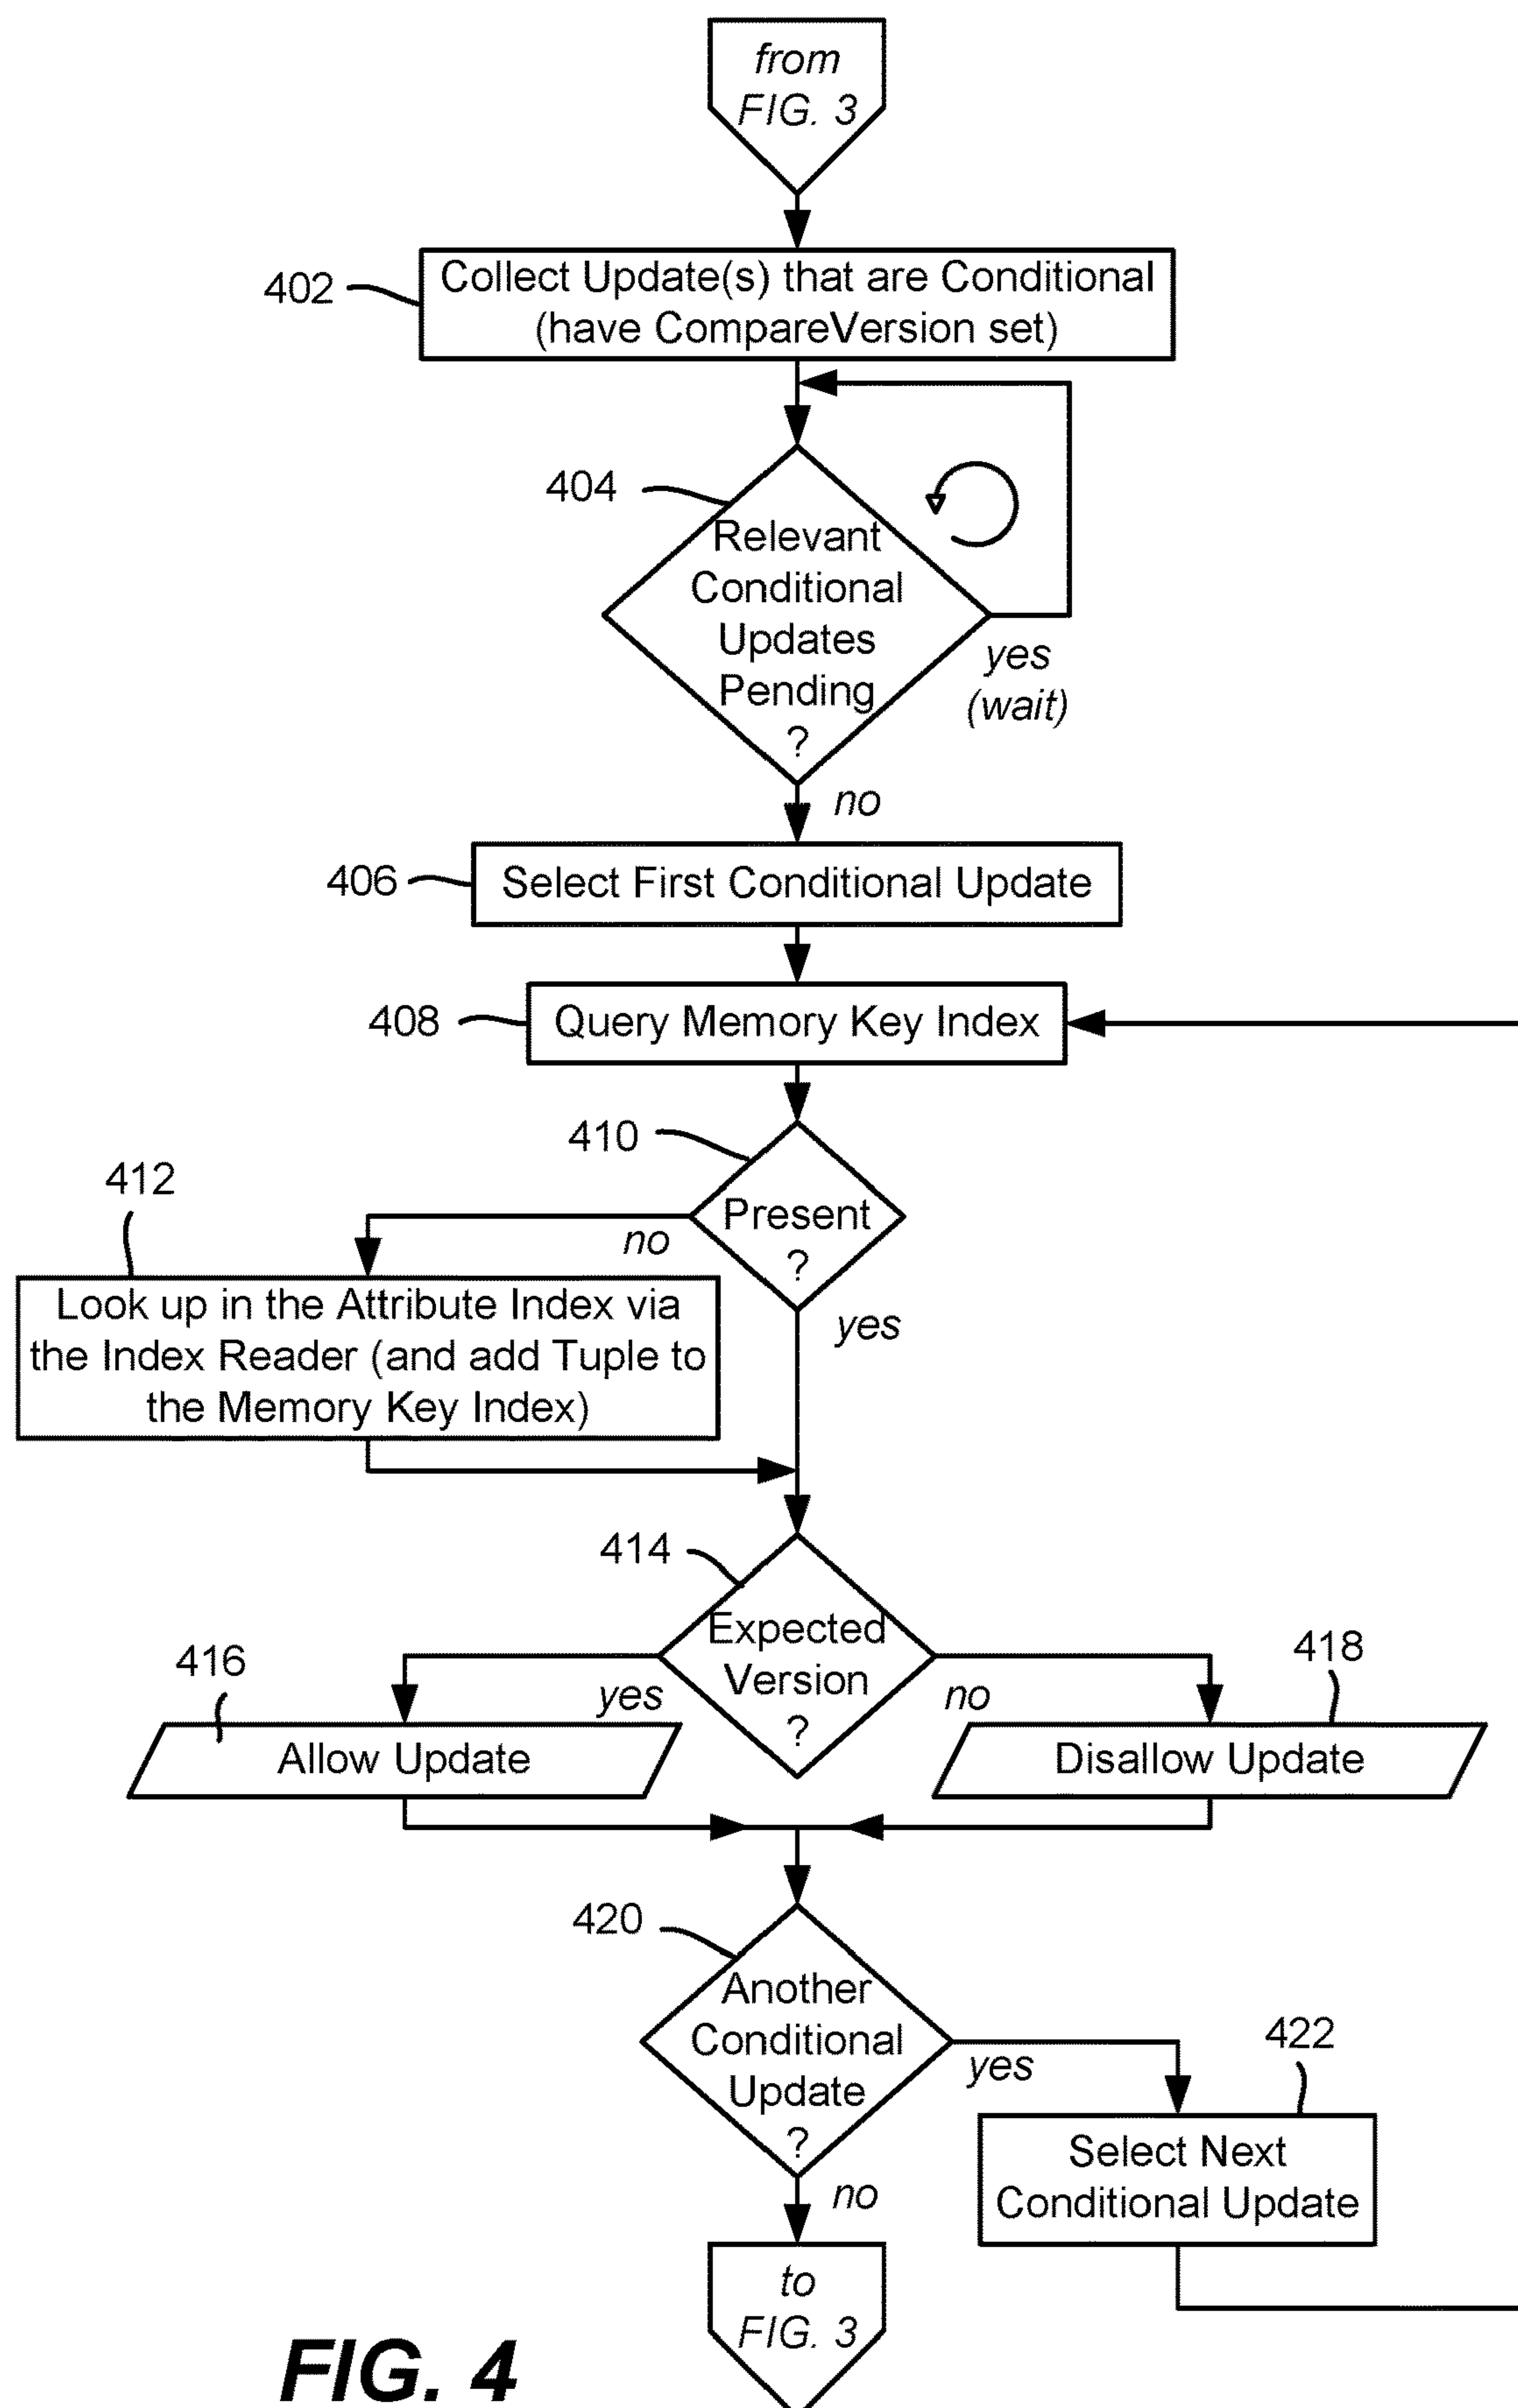 from
FIG. 3
402
Collect Update(s) that are Conditional
(have CompareVersion set)
404
Relevant
Conditional
Updates
Pending
?
yes
(wait)
no
406
Select First Conditional Update
408
Query Memory Key Index
410
Present
?
no
yes
412
Look up in the Attribute Index via
the Index Reader (and add Tuple to
the Memory Key Index)
414
Expected
Version
?
yes
no
416
Allow Update
418
Disallow Update
420
Another
Conditional
Update
?
yes
no
422
Select Next
Conditional Update
to
FIG. 3
FIG. 4